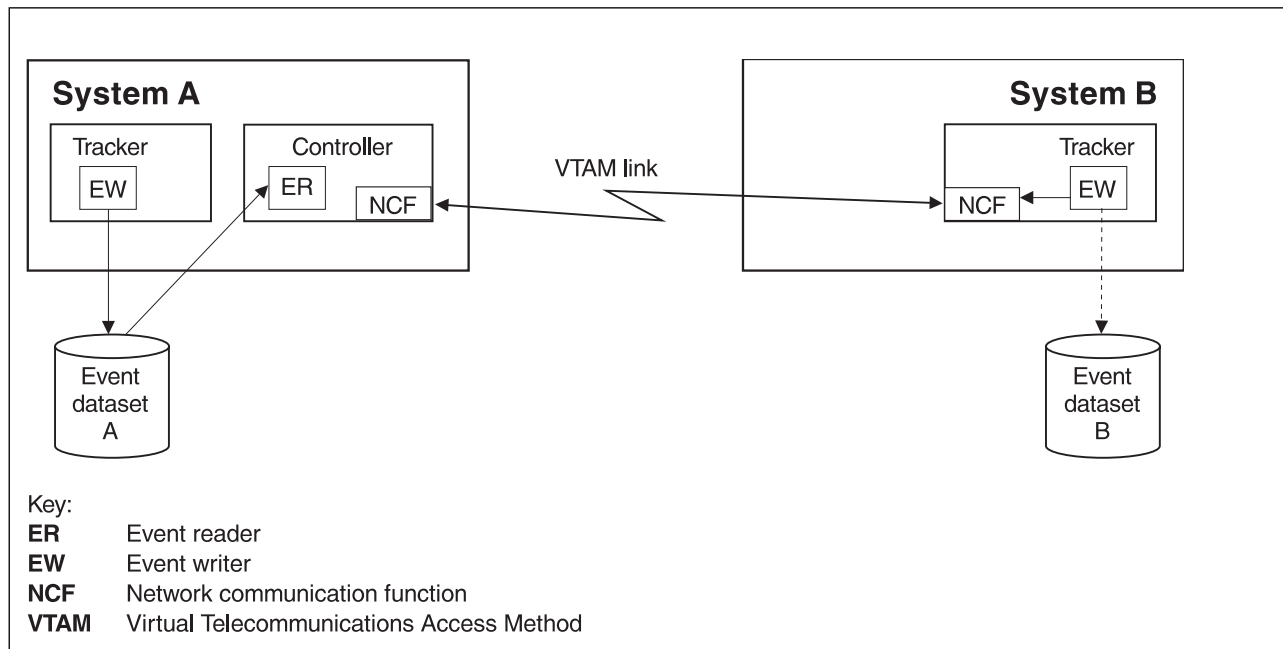 System A
Tracker
EW
Controller
ER
NCF
VTAM link
System B
Tracker
NCF
EW
Event
dataset
A
Event
dataset
B
Key:
ER Event reader
EW Event writer
NCF Network communication function
VTAM Virtual Telecommunications Access Method